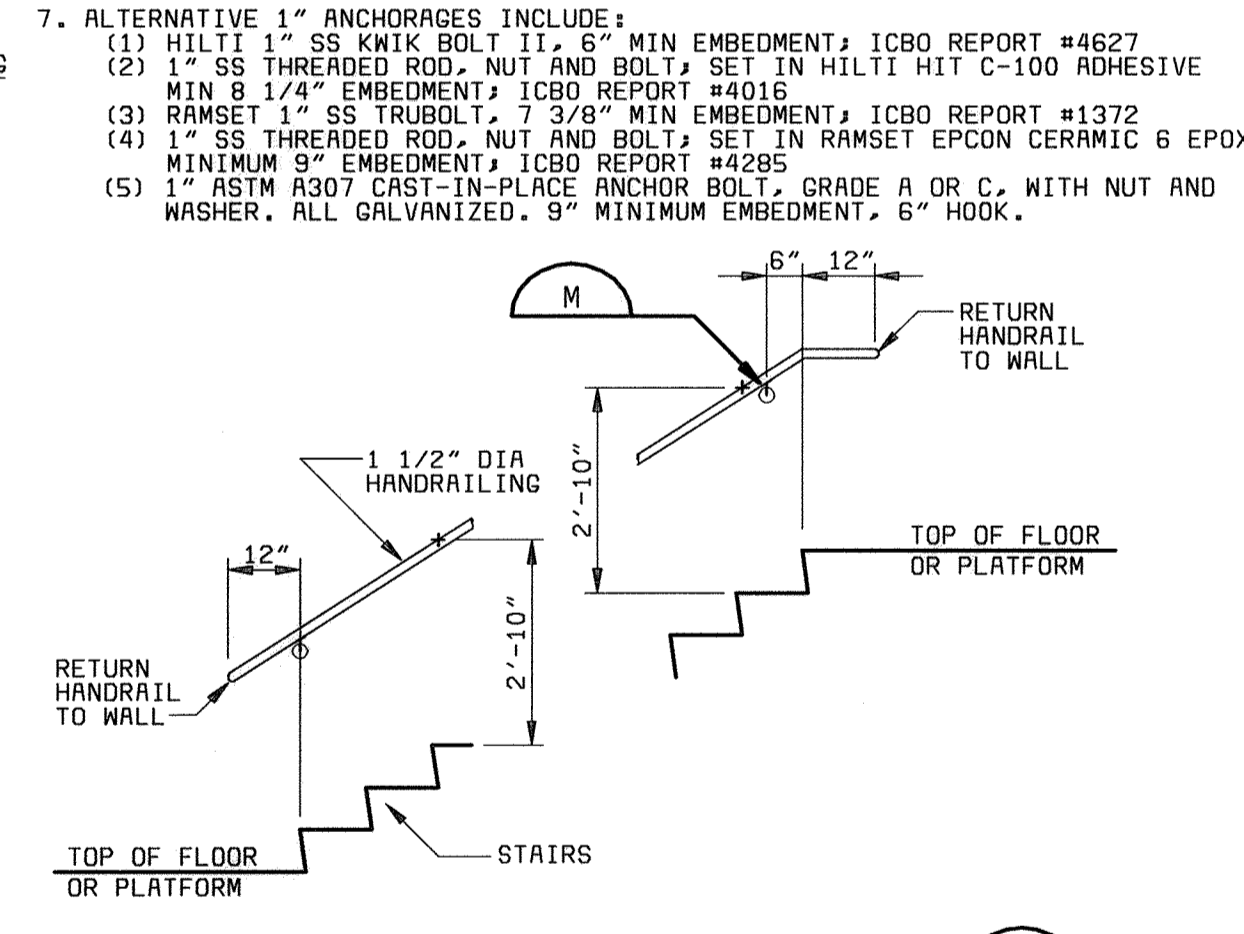 7. ALTERNATIVE 1" ANCHORAGES INCLUDE:
(1) HILTI 1" SS KWIK BOLT II, 6" MIN EMBEDMENT; ICBO REPORT #4627
(2) 1" SS THREADED ROD, NUT AND BOLT; SET IN HILTI HIT C-100 ADHESIVE
MIN 8 1/4" EMBEDMENT; ICBO REPORT #4016
(3) RAMSET 1" SS TRUBOLT, 7 3/8" MIN EMBEDMENT; ICBO REPORT #1372
(4) 1" SS THREADED ROD, NUT AND BOLT; SET IN RAMSET EPCON CERAMIC 6 EPOX
MINIMUM 9" EMBEDMENT; ICBO REPORT #4285
(5) 1" ASTM A307 CAST-IN-PLACE ANCHOR BOLT, GRADE A OR C, WITH NUT AND
WASHER. ALL GALVANIZED. 9" MINIMUM EMBEDMENT, 6" HOOK.
6" 12"
M
RETURN
HANDRAIL
TO WALL
2'-10"
1 1/2" DIA
HANDRAILING
TOP OF FLOOR
OR PLATFORM
12"
2'-10"
RETURN
HANDRAIL
TO WALL
STAIRS
TOP OF FLOOR
OR PLATFORM